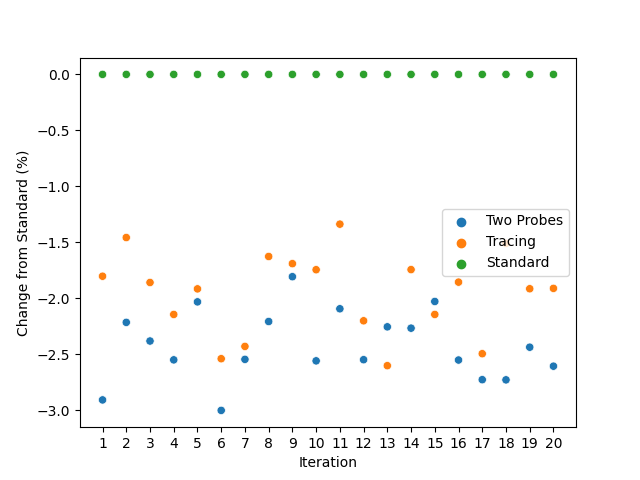 0.0
−0.5
−1.0
−1.5
−2.0
−2.5
−3.0
Change from Standard (%)
Two Probes
Tracing
Standard
1 2 3 4 5 6 7 8 9 10 11 12 13 14 15 16 17 18 19 20
Iteration